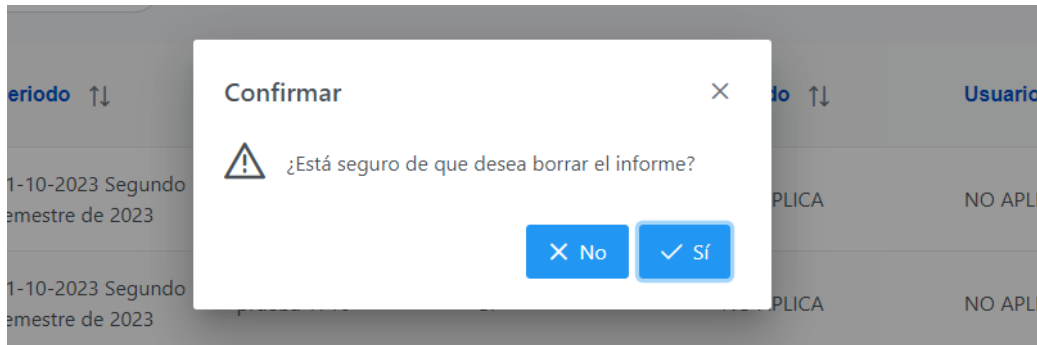 eriodo
Confirmar
do
Usuario
¿Está seguro de que desea borrar el informe?
1-10-2023 Segundo
emestre de 2023
PLICA
NO APL
No
Sí
1-10-2023 Segundo
emestre de 2023
PLICA
NO APL